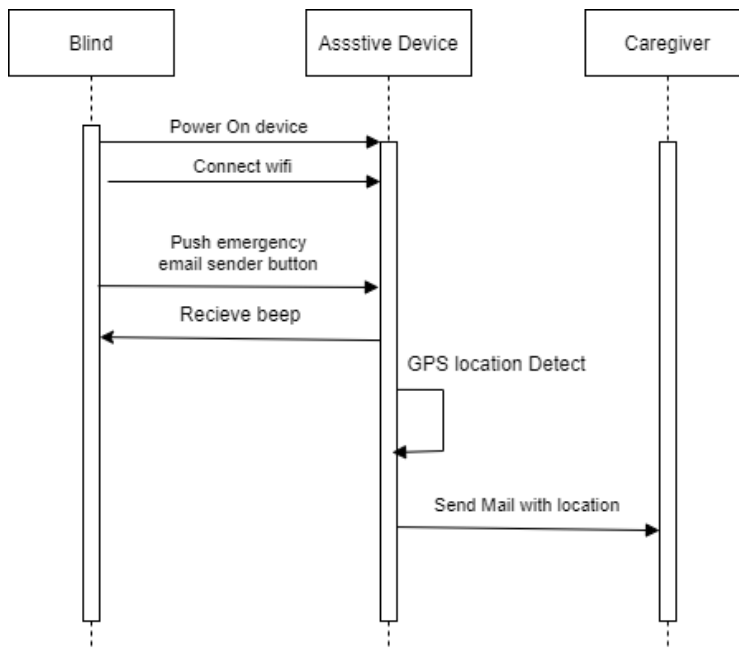 Blind
Assstive Device
Caregiver
Power On device
Connect wifi
Push emergency
email sender button
Recieve beep
GPS location Detect
Send Mail with location